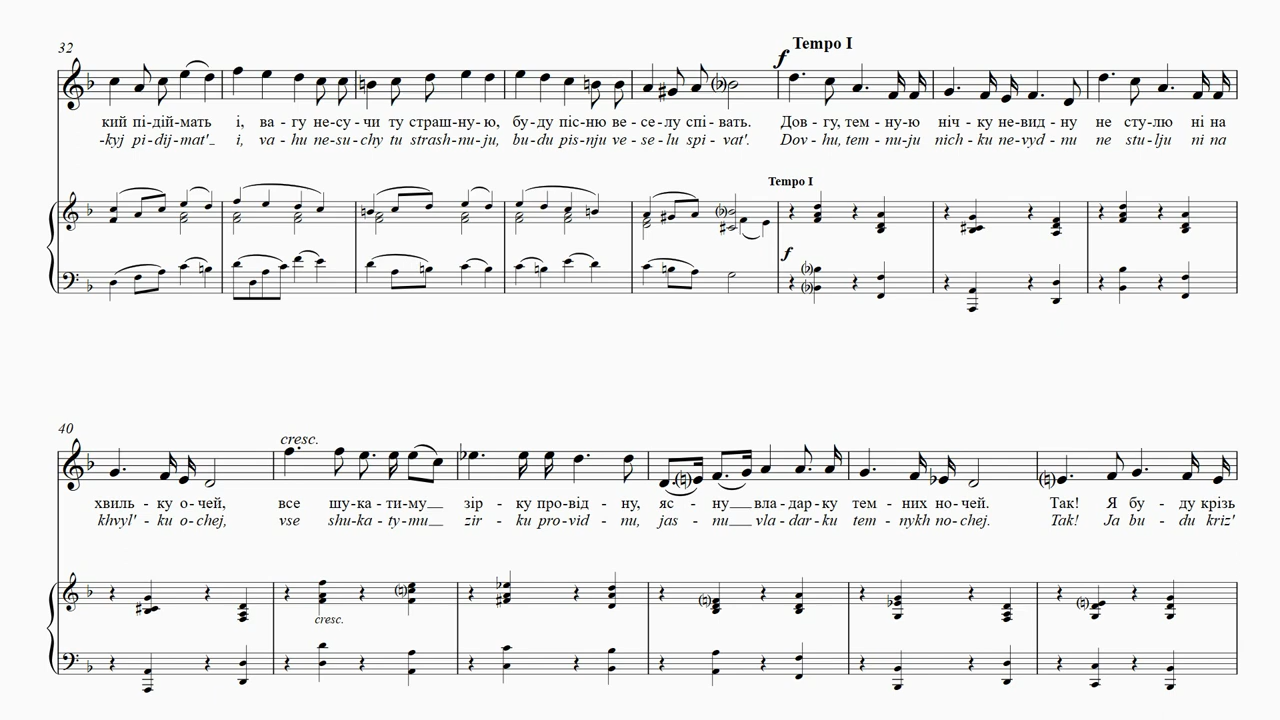 32
Tempo I
f
кий пі-дій-мать і, ва - гу не-су - чи ту страш-ну-ю, бу-ду піс-ню ве - се-лу спі-вать. Дов - гу, тем - ну-ю ніч - ку не-вид - ну не сту-лю ні на
-kyj pi-dij-mat'_ i, va - hu ne-su - chy tu strash-nu-ju, bu-du pis-nju ve - se-lu spi-vat'. Dov - hu, tem - nu-ju nich - ku ne-vyd - nu ne stu-lju ni na
Tempo I
f
40
cresc.
хвиль - ку о-чей, все шу-ка - ти-му зір - ку про-від - ну, яс - ну вла-дар-ку тем - них но-чей. Так! Я бу - ду крізь
khvyl' - ku o-chej, vse shu-ka - ty-mu zir - ku pro-vid - nu, jas - nu vla-dar-ku tem - nykh no-chej. Tak! Ja bu - du kriz'
cresc.